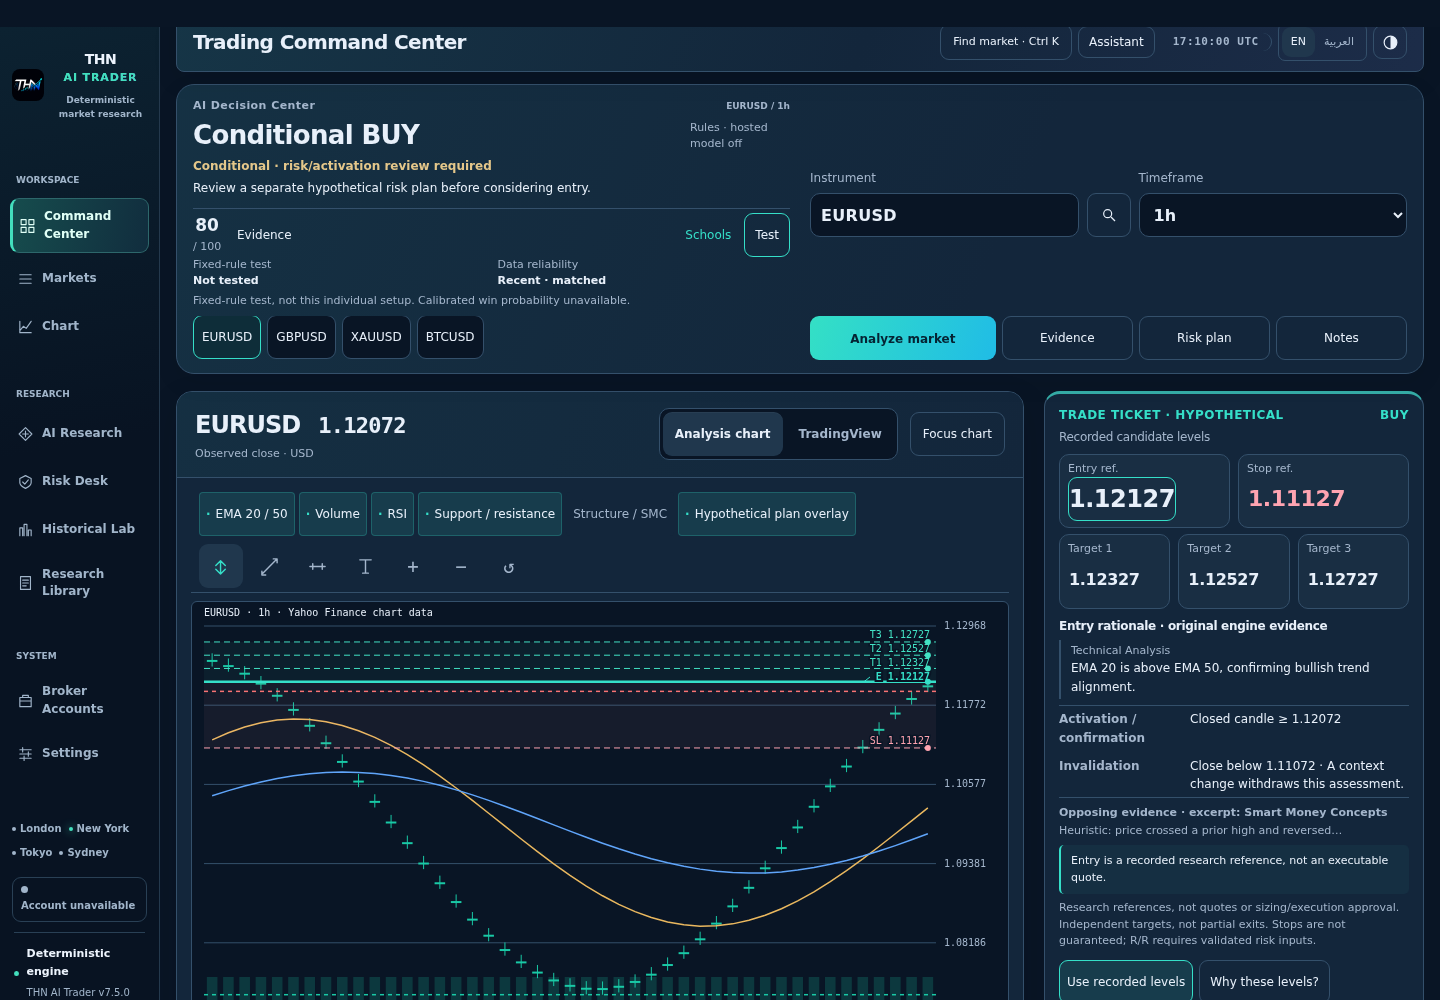 THN
AI TRADER
Deterministic
market research
WORKSPACE
Command
Center
Markets
Chart
RESEARCH
AI Research
Risk Desk
Historical Lab
Research
Library
SYSTEM
Broker
Accounts
Settings
London
New York
Tokyo
Sydney
Account unavailable
Deterministic
engine
THN AI Trader v7.5.0
Trading Command Center
Find market · Ctrl K
Assistant
17:10:00 UTC
EN
العربية
AI Decision Center
EURUSD / 1h
Conditional BUY
Rules · hosted
model off
Conditional · risk/activation review required
Review a separate hypothetical risk plan before considering entry.
80
/ 100
Evidence
Schools
Test
Fixed-rule test
Not tested
Data reliability
Recent · matched
Fixed-rule test, not this individual setup. Calibrated win probability unavailable.
EURUSD
GBPUSD
XAUUSD
BTCUSD
Instrument
EURUSD
Timeframe
1h
Analyze market
Evidence
Risk plan
Notes
EURUSD 1.12072
Observed close · USD
Analysis chart
TradingView
Focus chart
EMA 20 / 50
Volume
RSI
Support / resistance
Structure / SMC
Hypothetical plan overlay
EURUSD · 1h · Yahoo Finance chart data
T3 1.12727
T2 1.12527
T1 1.12327
E 1.12127
SL 1.11127
1.12968
1.11772
1.10577
1.09381
1.08186
TRADE TICKET · HYPOTHETICAL
BUY
Recorded candidate levels
Entry ref.
1.12127
Stop ref.
1.11127
Target 1
1.12327
Target 2
1.12527
Target 3
1.12727
Entry rationale · original engine evidence
Technical Analysis
EMA 20 is above EMA 50, confirming bullish trend
alignment.
Activation /
confirmation
Closed candle ≥ 1.12072
Invalidation
Close below 1.11072 · A context
change withdraws this assessment.
Opposing evidence · excerpt: Smart Money Concepts
Heuristic: price crossed a prior high and reversed…
Entry is a recorded research reference, not an executable
quote.
Research references, not quotes or sizing/execution approval.
Independent targets, not partial exits. Stops are not
guaranteed; R/R requires validated risk inputs.
Use recorded levels
Why these levels?